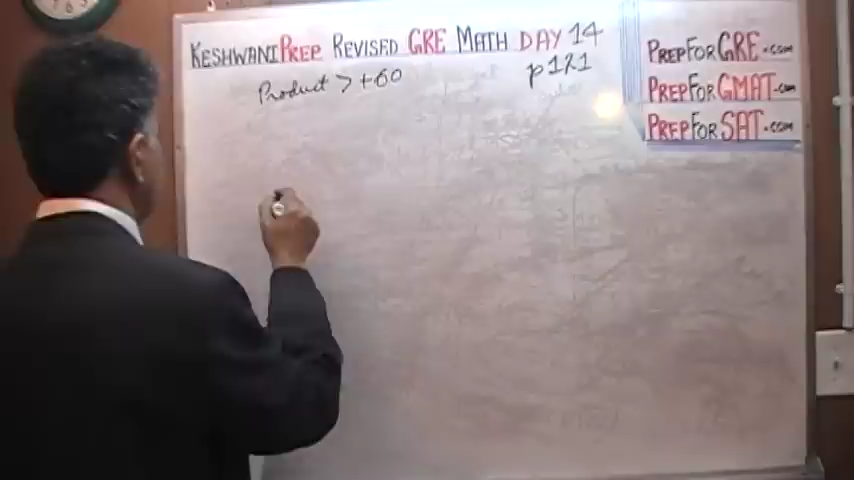 KESHWANIPREP REVISED GRE MATH DAY 14
Product > +60
p121
PREPFORGRE.com
PREPFORGMAT.com
PREPFORSAT.com